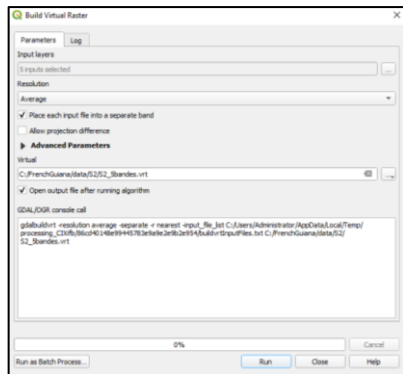 Build Virtual Raster
Parameters Log
Input layers
5 inputs selected
...
Resolution
Average
Place each input file into a separate band
Allow projection difference
Advanced Parameters
Virtual
C:/FrenchGuiana/data/S2/S2_5bandes.vrt
...
Open output file after running algorithm
GDAL/OGR console call
gdalbuildvrt -resolution average -separate -r nearest -input_file_list C:/Users/Administrator/AppData/Local/Temp/
buildvrtInputFiles.txt C:/FrenchGuiana/data/S2/
S2_5bandes.vrt
0%
Cancel
Run as Batch Process...
Run
Close
Help